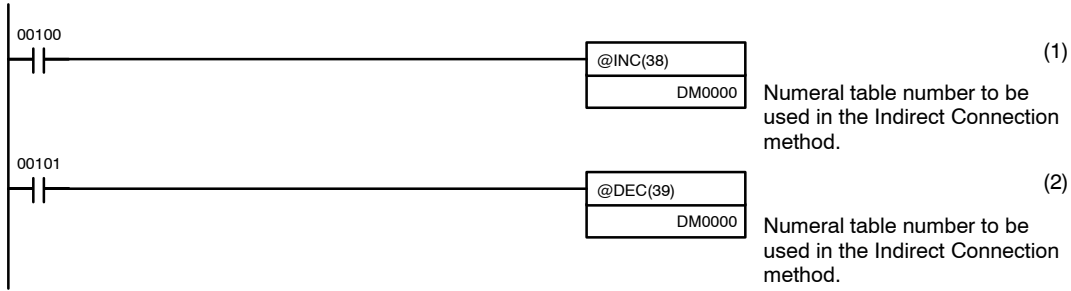 00100
@INC(38)
(1)
DM0000
Numeral table number to be
used in the Indirect Connection
method.
00101
@DEC(39)
(2)
DM0000
Numeral table number to be
used in the Indirect Connection
method.